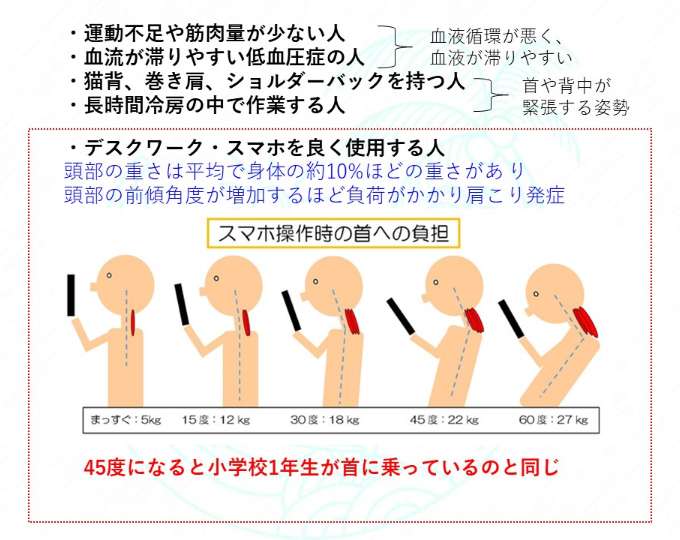 ・運動不足や筋肉量が少ない人
・血流が滞りやすい低血圧症の人
血液循環が悪く、
血液が滞りやすい
・猫背、巻き肩、ショルダーバックを持つ人
・長時間冷房の中で作業する人
首や背中が
緊張する姿勢
・デスクワーク・スマホを良く使用する人
頭部の重さは平均で身体の約10%ほどの重さがあり
頭部の前傾角度が増加するほど負荷がかかり肩こり発症
スマホ操作時の首への負担
まっすぐ：5kg 15度：12kg 30度：18kg 45度：22kg 60度：27kg
45度になると小学校1年生が首に乗っているのと同じ